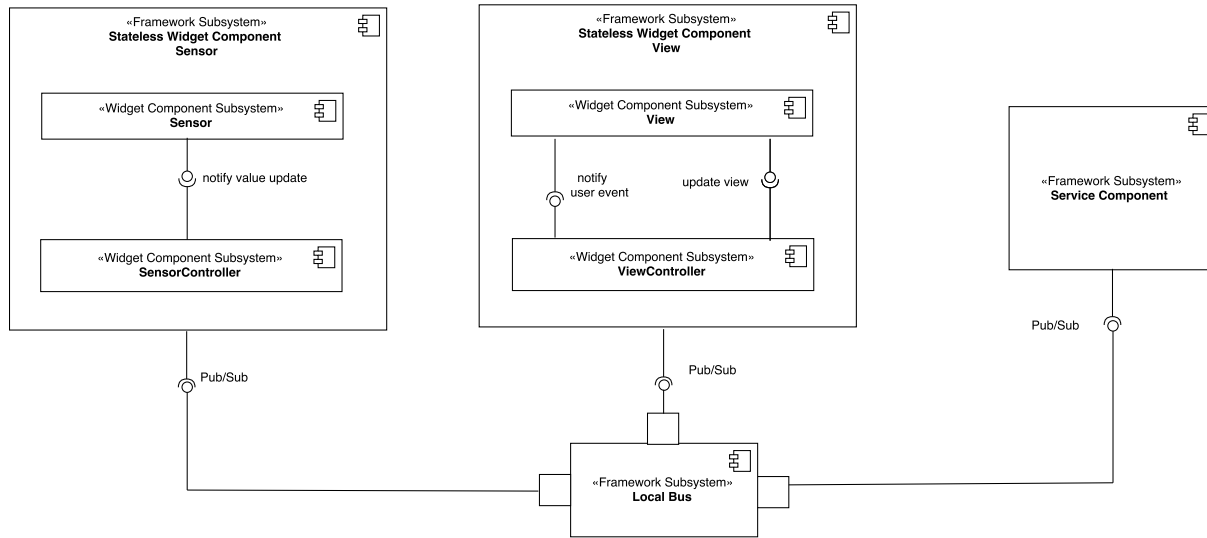 «Framework Subsystem»
Stateless Widget Component
Sensor
«Widget Component Subsystem»
Sensor
notify value update
«Widget Component Subsystem»
SensorController
Pub/Sub
«Framework Subsystem»
Stateless Widget Component
View
«Widget Component Subsystem»
View
notify
user event
update view
«Widget Component Subsystem»
ViewController
Pub/Sub
«Framework Subsystem»
Service Component
Pub/Sub
«Framework Subsystem»
Local Bus